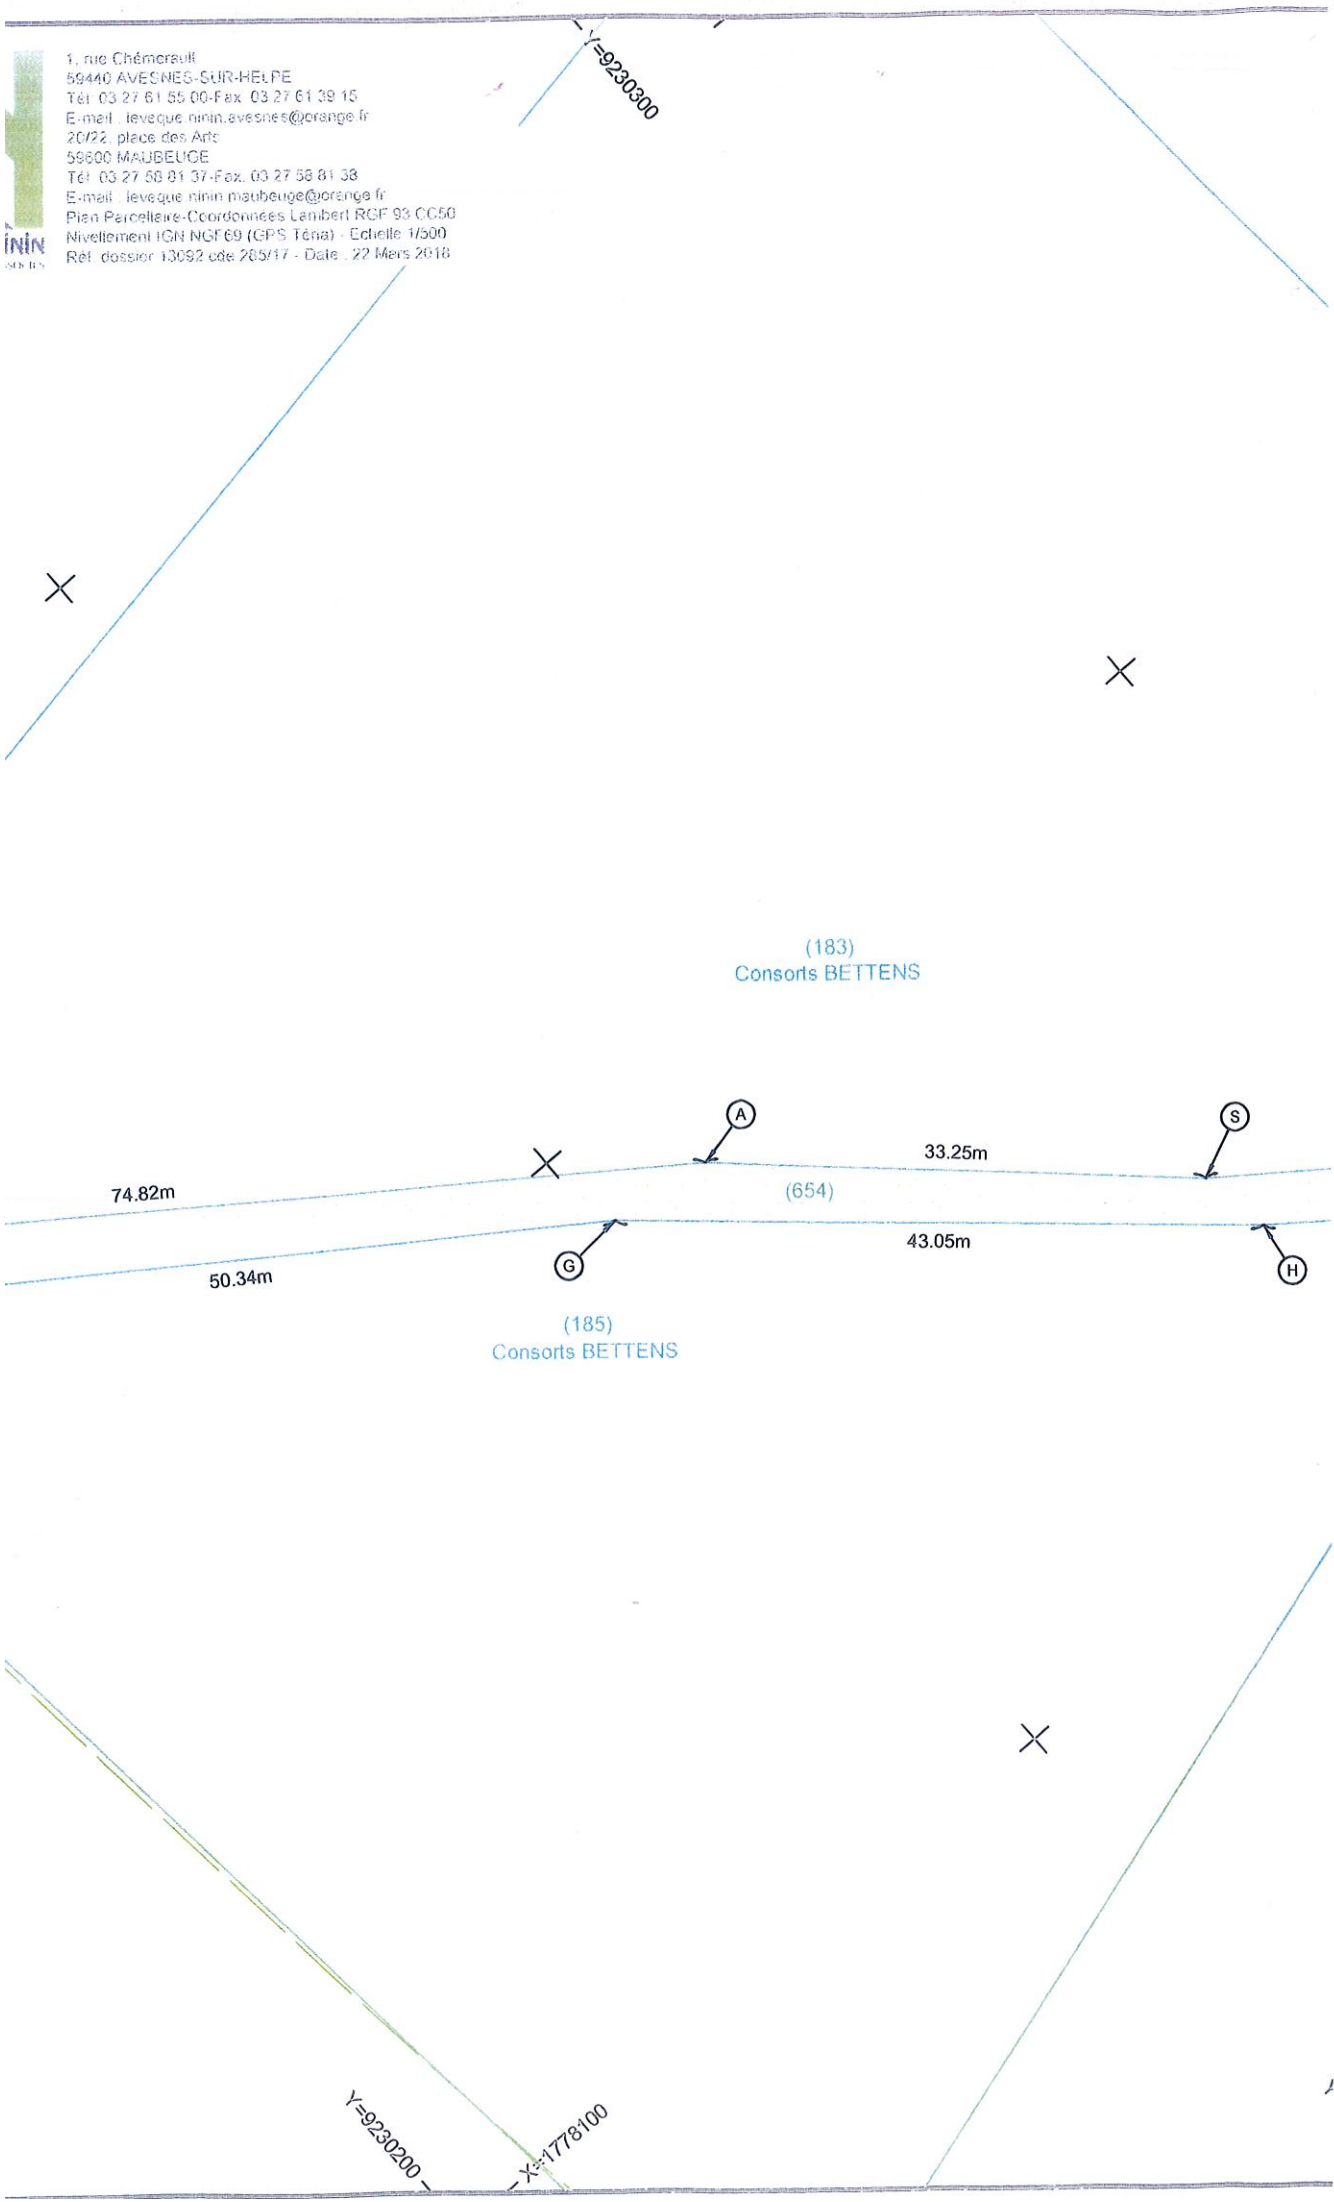 1, rue Chémerault
59440 AVESNES-SUR-HELPE
Tél. 03 27 61 55 00-Fax. 03 27 61 39 15
E-mail : leveque.ninin.avesnes@orange.fr
20/22, place des Arts
59600 MAUBEUGE
Tél. 03 27 58 81 37-Fax. 03 27 58 81 38
E-mail : leveque.ninin.maubeuge@orange.fr
Plan Parcellaire-Coordonnées Lambert RGF 93 CC50
Nivellement IGN NGF69 (GPS Téria) - Echelle 1/500
Réf. dossier 13092 cde 285/17 - Date : 22 Mars 2018
ININ
Y=9230300
(183)
Consorts BETTENS
A
S
33.25m
74.82m
(654)
43.05m
G
H
50.34m
(185)
Consorts BETTENS
Y=9230200
X=1778100